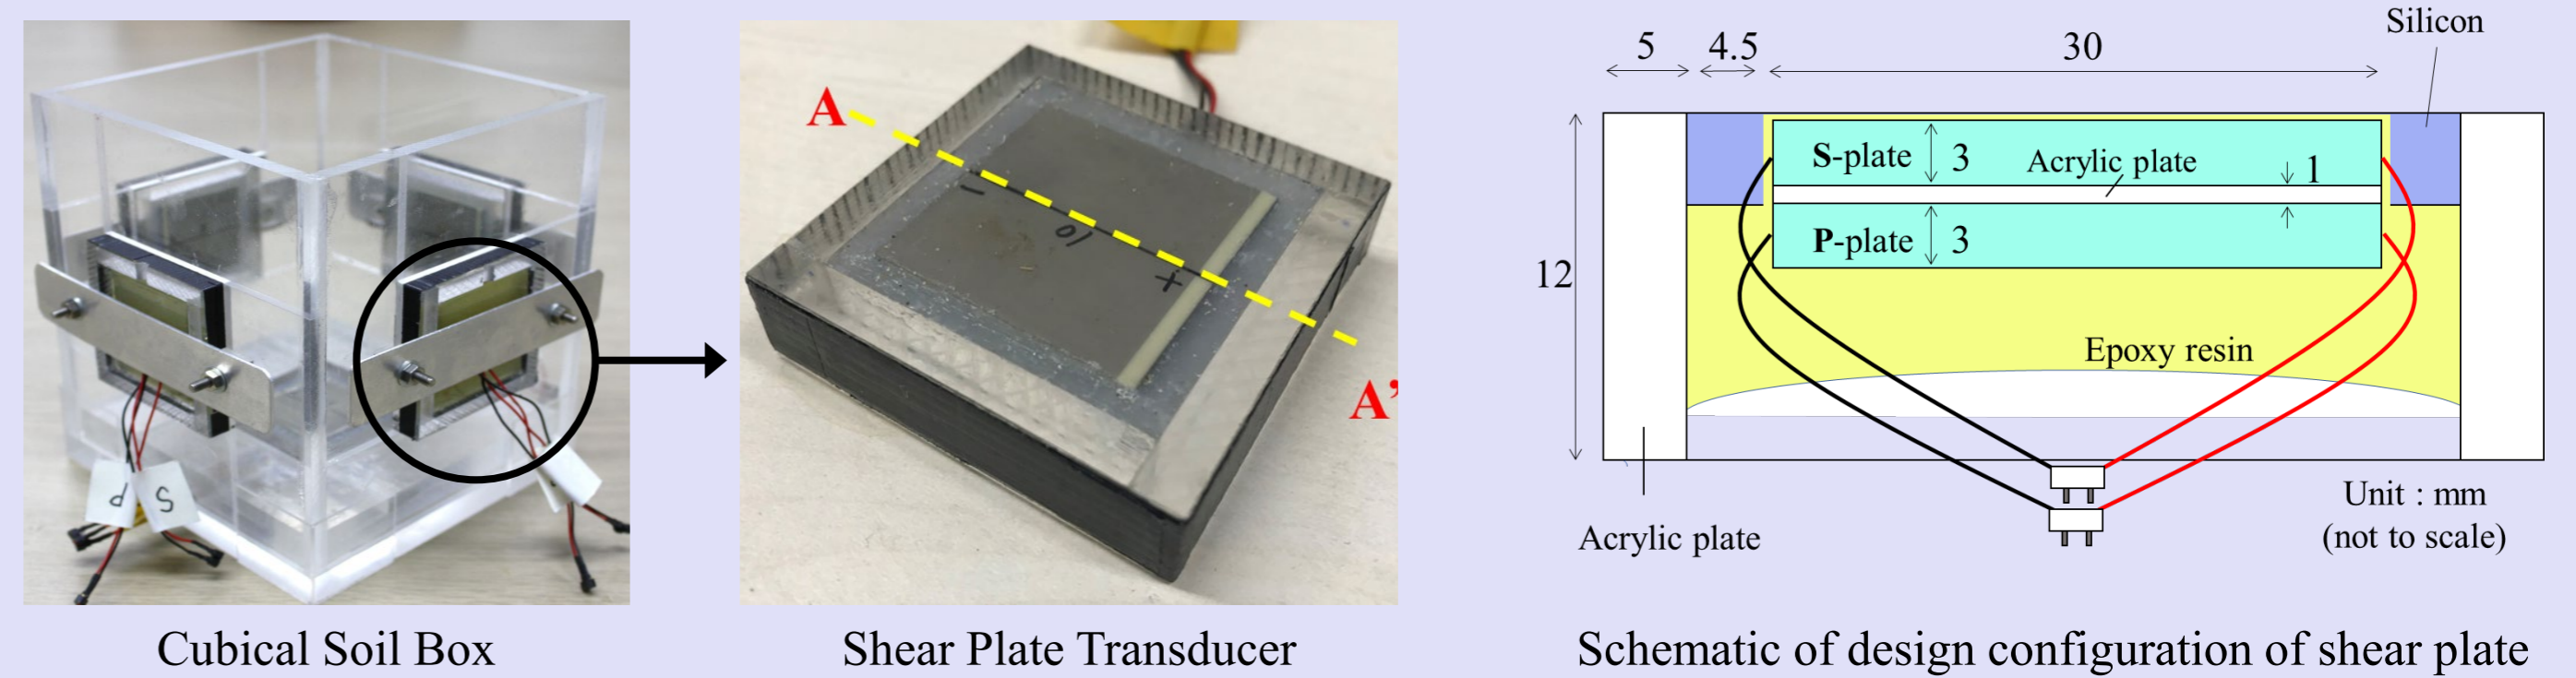 P
S
Cubical Soil Box
A
-
10
+
A’
Shear Plate Transducer
Silicon
5
4.5
30
S-plate
3
Acrylic plate
1
P-plate
3
12
Epoxy resin
Acrylic plate
Unit : mm
(not to scale)
Schematic of design configuration of shear plate